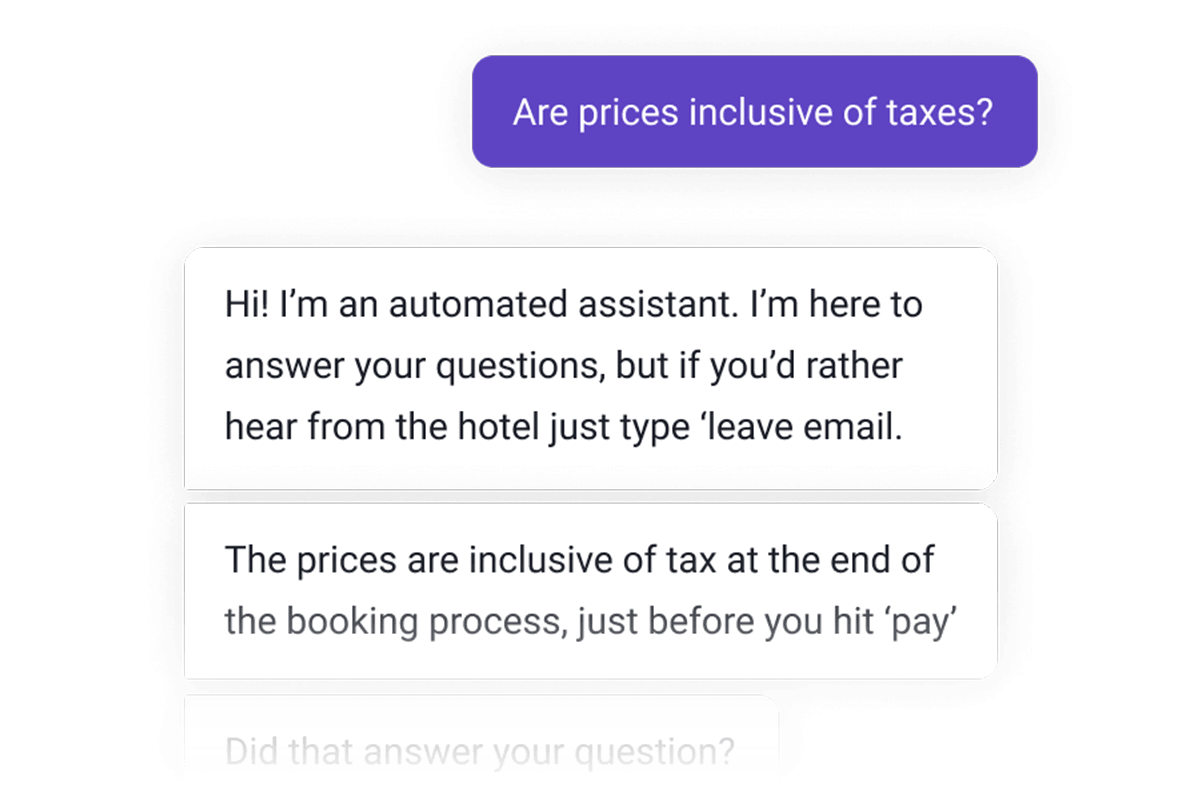 Are prices inclusive of taxes?
Hi! I’m an automated assistant. I’m here to
answer your questions, but if you’d rather
hear from the hotel just type ‘leave email.
The prices are inclusive of tax at the end of
the booking process, just before you hit ‘pay’
Did that answer your question?